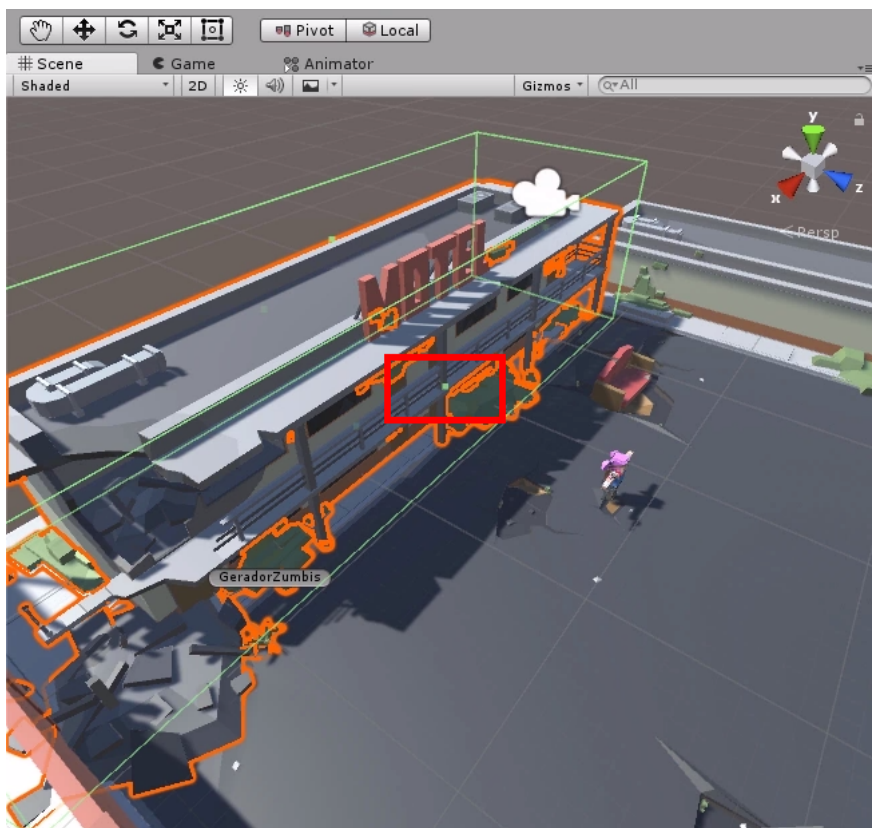 Pivot Local
# Scene Game Animator
Shaded 2D Gizmos All
y
x z
Persp
MOTEL
GeradorZumbis